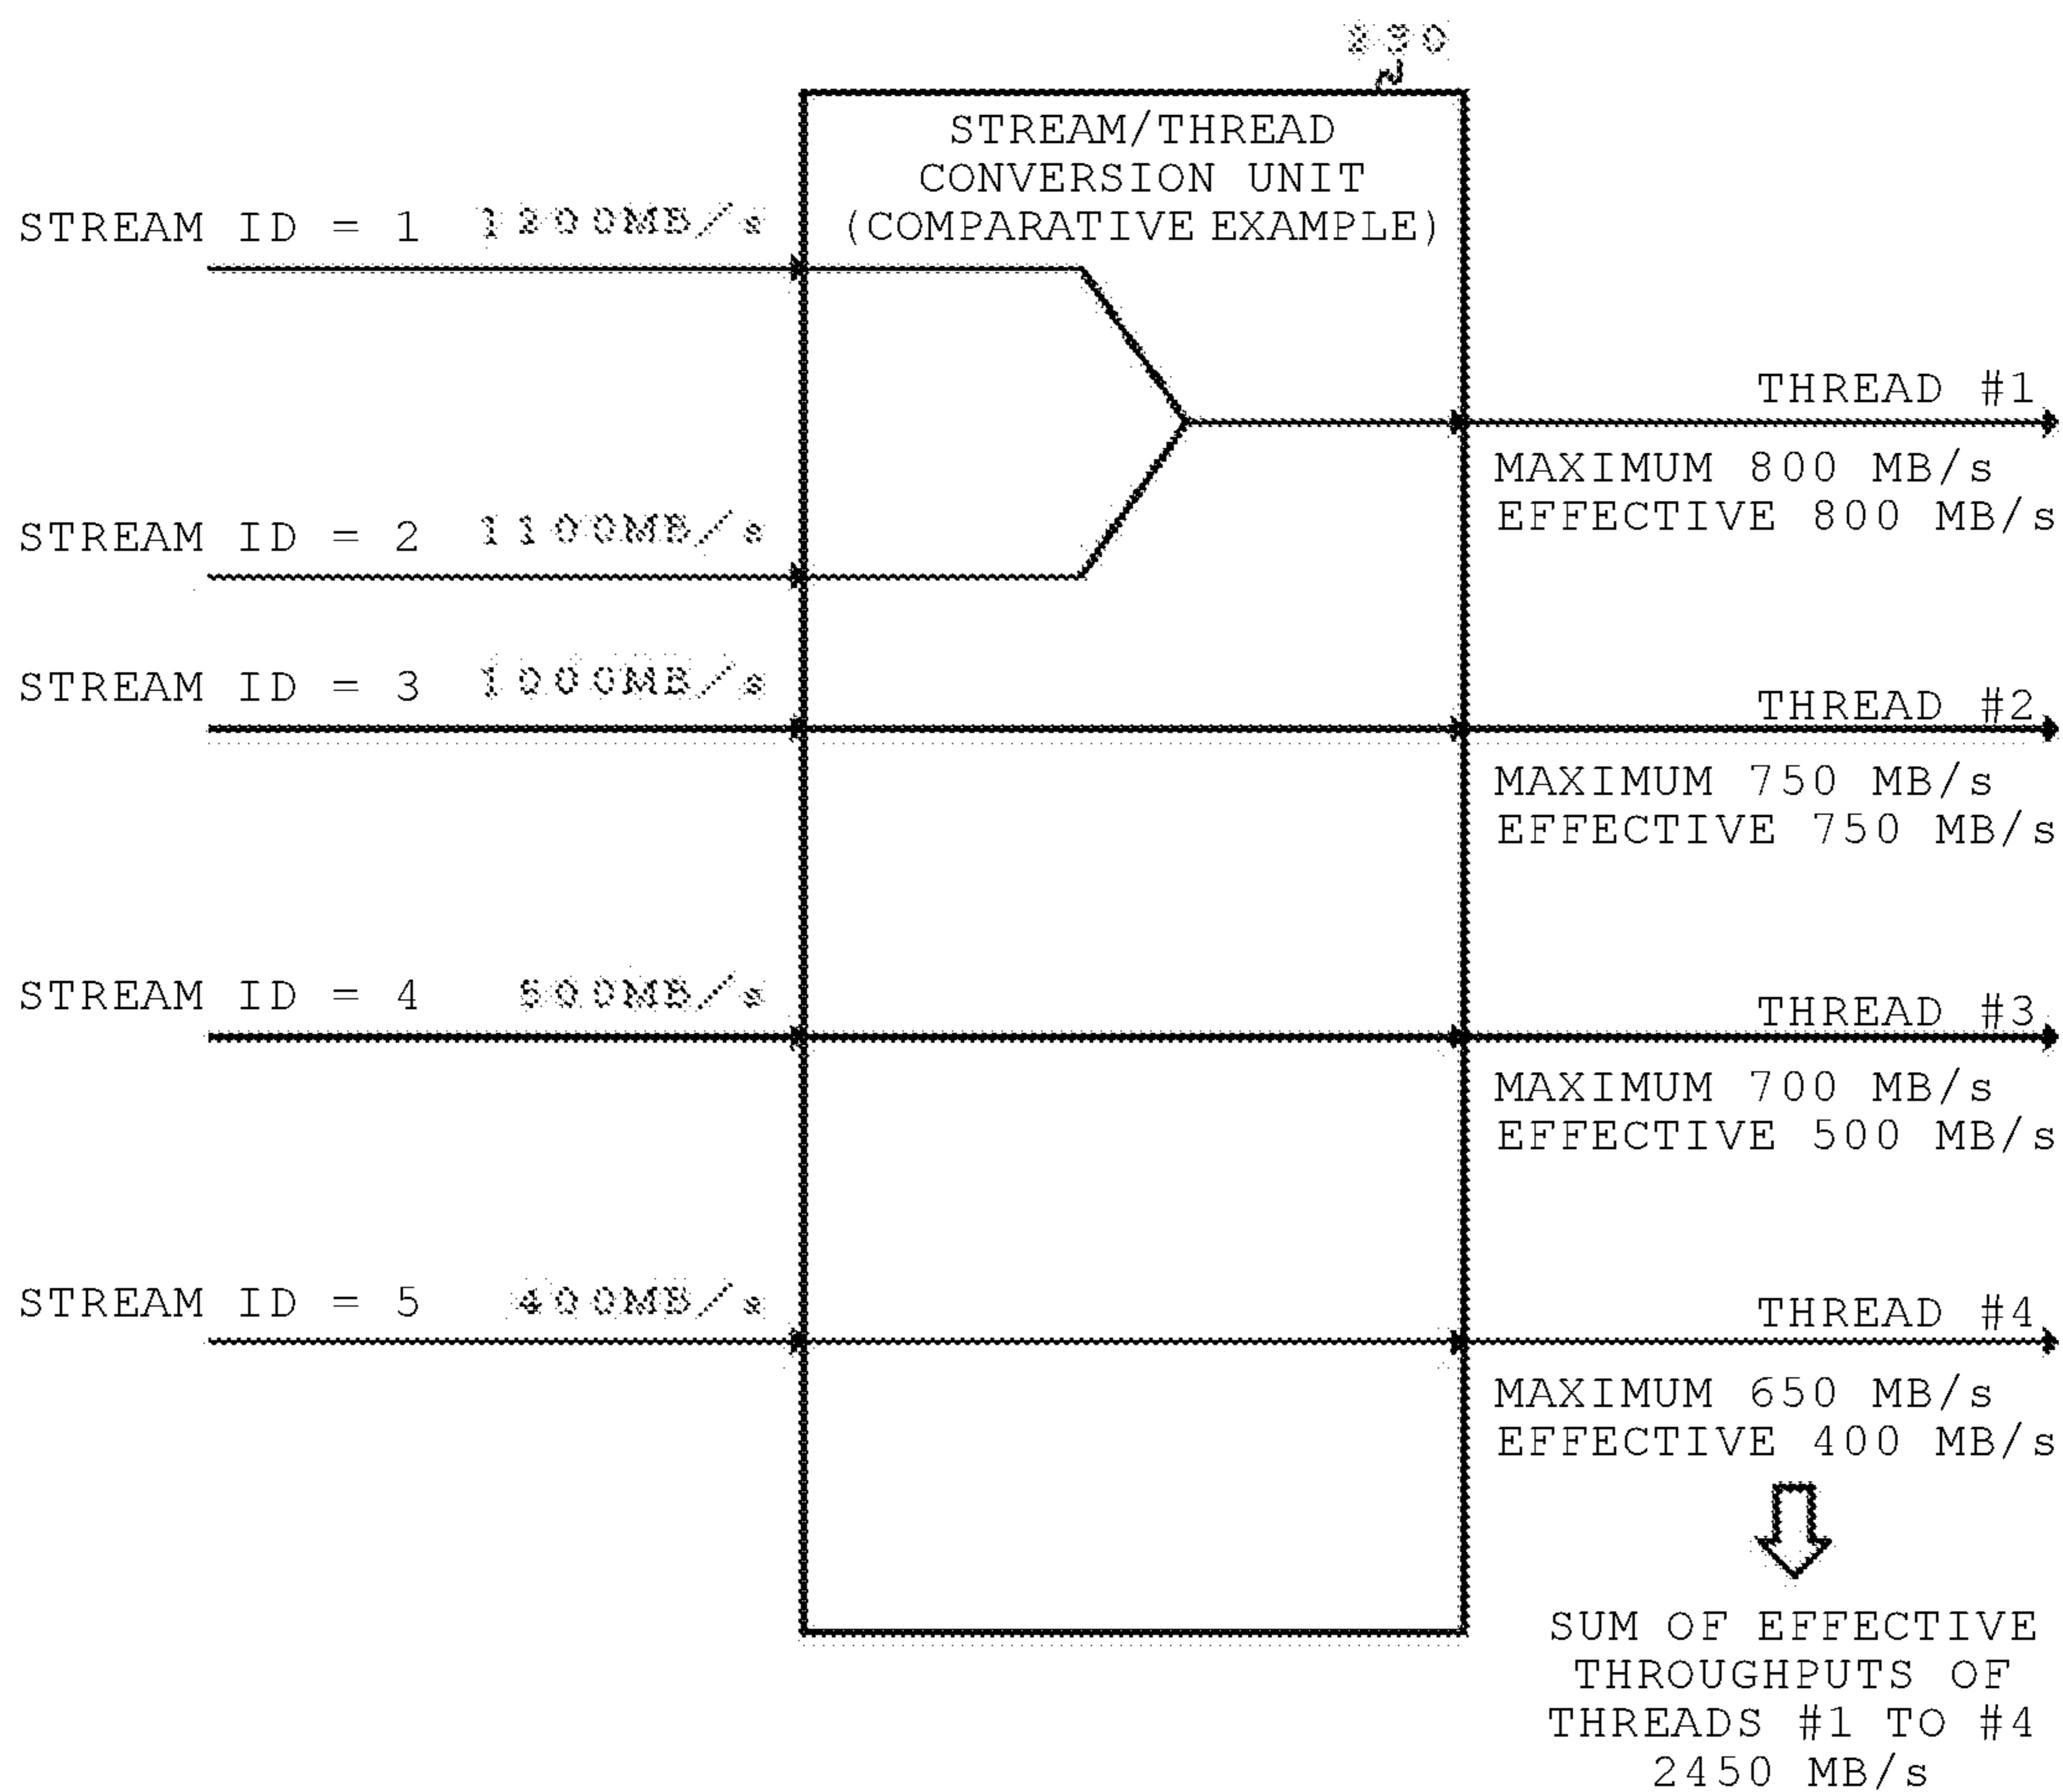 STREAM/THREAD
CONVERSION UNIT
(COMPARATIVE EXAMPLE)
STREAM ID = 1 1200MB/s
THREAD #1
MAXIMUM 800 MB/s
EFFECTIVE 800 MB/s
STREAM ID = 2 1100MB/s
STREAM ID = 3 1000MB/s
THREAD #2
MAXIMUM 750 MB/s
EFFECTIVE 750 MB/s
STREAM ID = 4 500MB/s
THREAD #3
MAXIMUM 700 MB/s
EFFECTIVE 500 MB/s
STREAM ID = 5 400MB/s
THREAD #4
MAXIMUM 650 MB/s
EFFECTIVE 400 MB/s
SUM OF EFFECTIVE
THROUGHPUTS OF
THREADS #1 TO #4
2450 MB/s